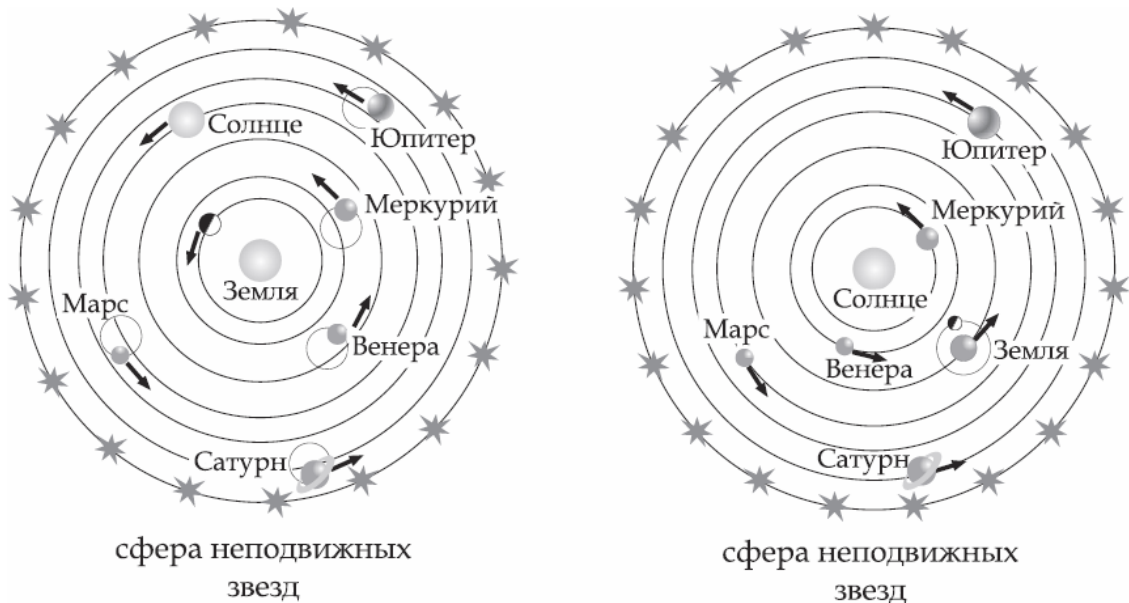 Солнце
Юпитер
Меркурий
Земля
Марс
Венера
Сатурн
сфера неподвижных
звезд
Юпитер
Меркурий
Солнце
Марс
Земля
Венера
Сатурн
сфера неподвижных
звезд